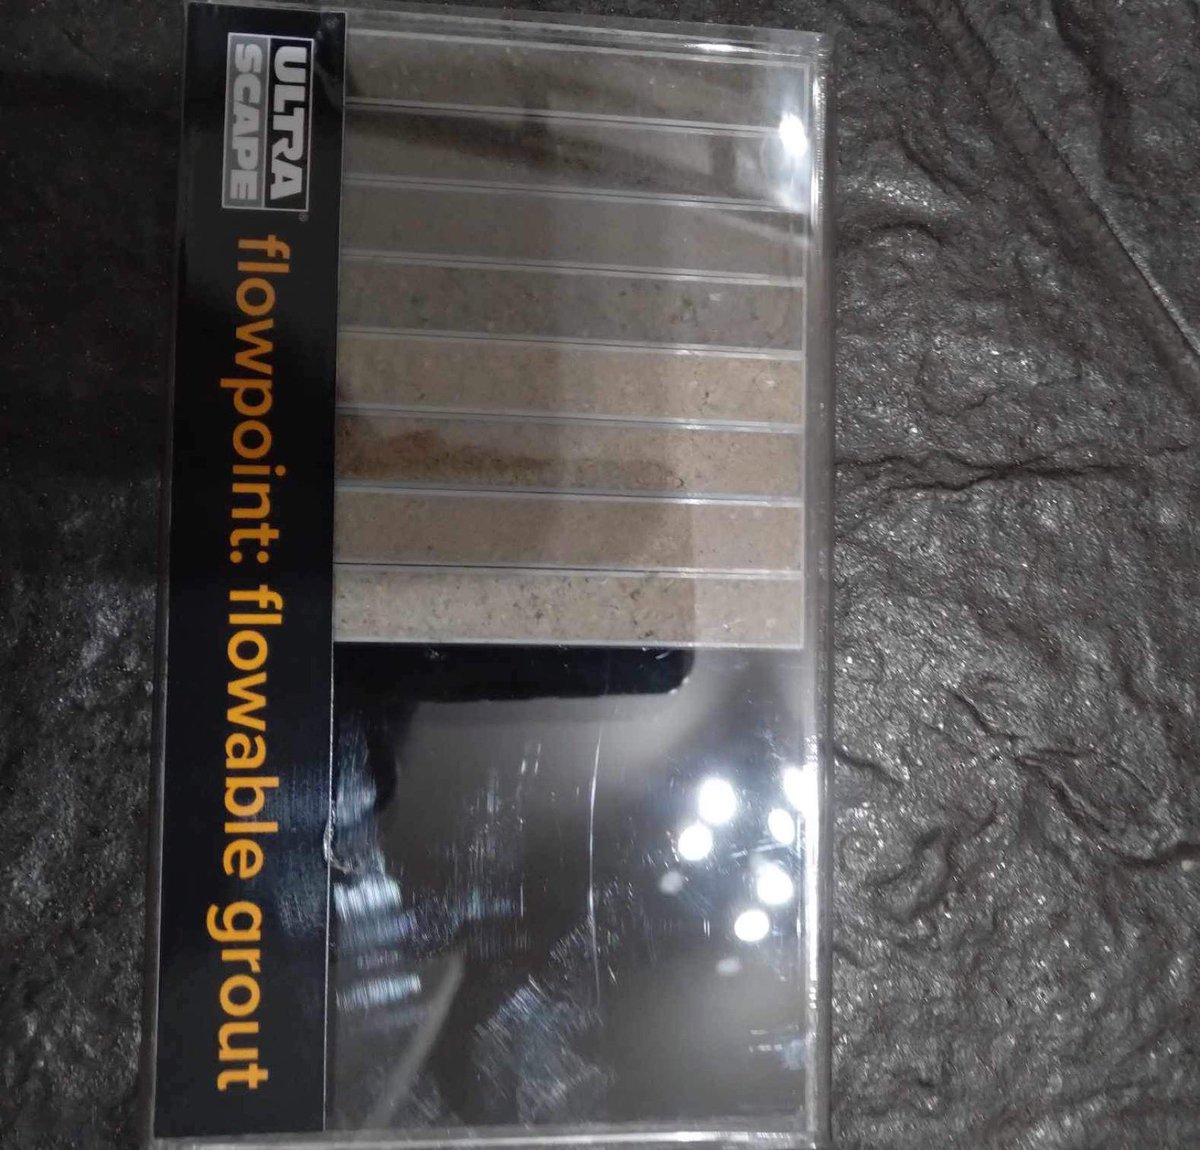 ULTRA
SCAPE®
flowpoint: flowable grout